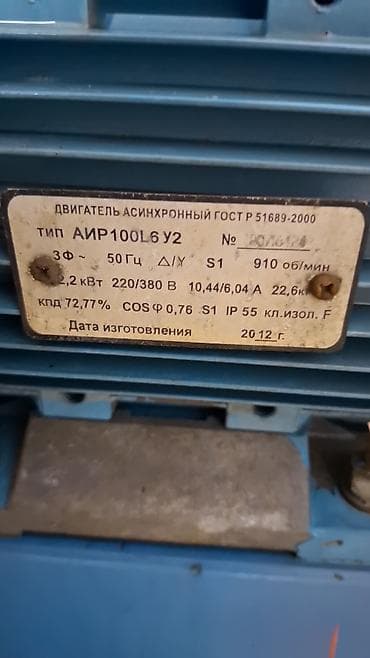 ДВИГАТЕЛЬ АСИНХРОННЫЙ ГОСТ Р 51689-2000
ТИП АИР100L6 У2 №
3Ф ~ 50 Гц △/Y S1 910 об/мин
2,2 кВт 220/380 В 10,44/6,04 А 22,6кг
кпд 72,77% COS φ 0,76 S1 IP 55 кл.изол. F
Дата изготовления 2012 г.